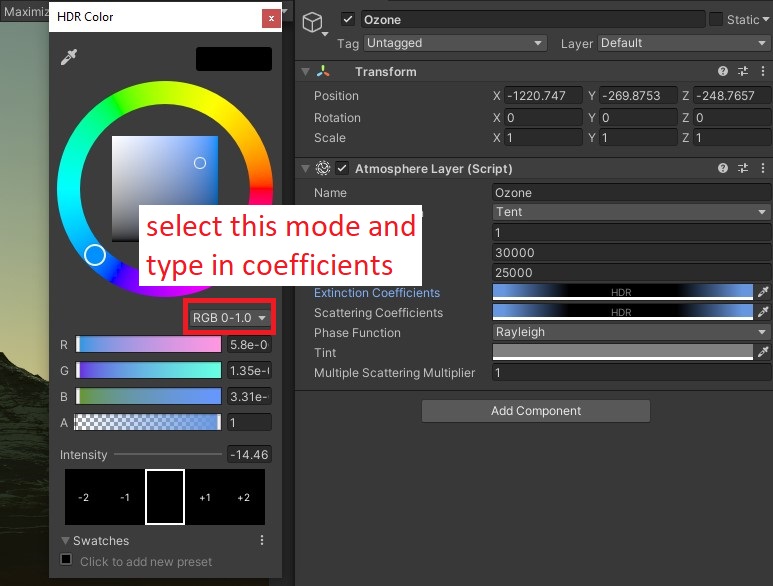 Maximiz
HDR Color
x
RGB 0-1.0
R 5.8e-0
G 1.35e-
B 3.31e-
A 1
Intensity -14.46
-2 -1 +1 +2
Swatches
Click to add new preset
select this mode and
type in coefficients
Ozone Static
Tag Untagged Layer Default
Transform
Position X -1220.747 Y -269.8753 Z -248.7657
Rotation X 0 Y 0 Z 0
Scale X 1 Y 1 Z 1
Atmosphere Layer (Script)
Name Ozone
Tent
1
30000
25000
Extinction Coefficients HDR
Scattering Coefficients HDR
Phase Function Rayleigh
Tint
Multiple Scattering Multiplier 1
Add Component